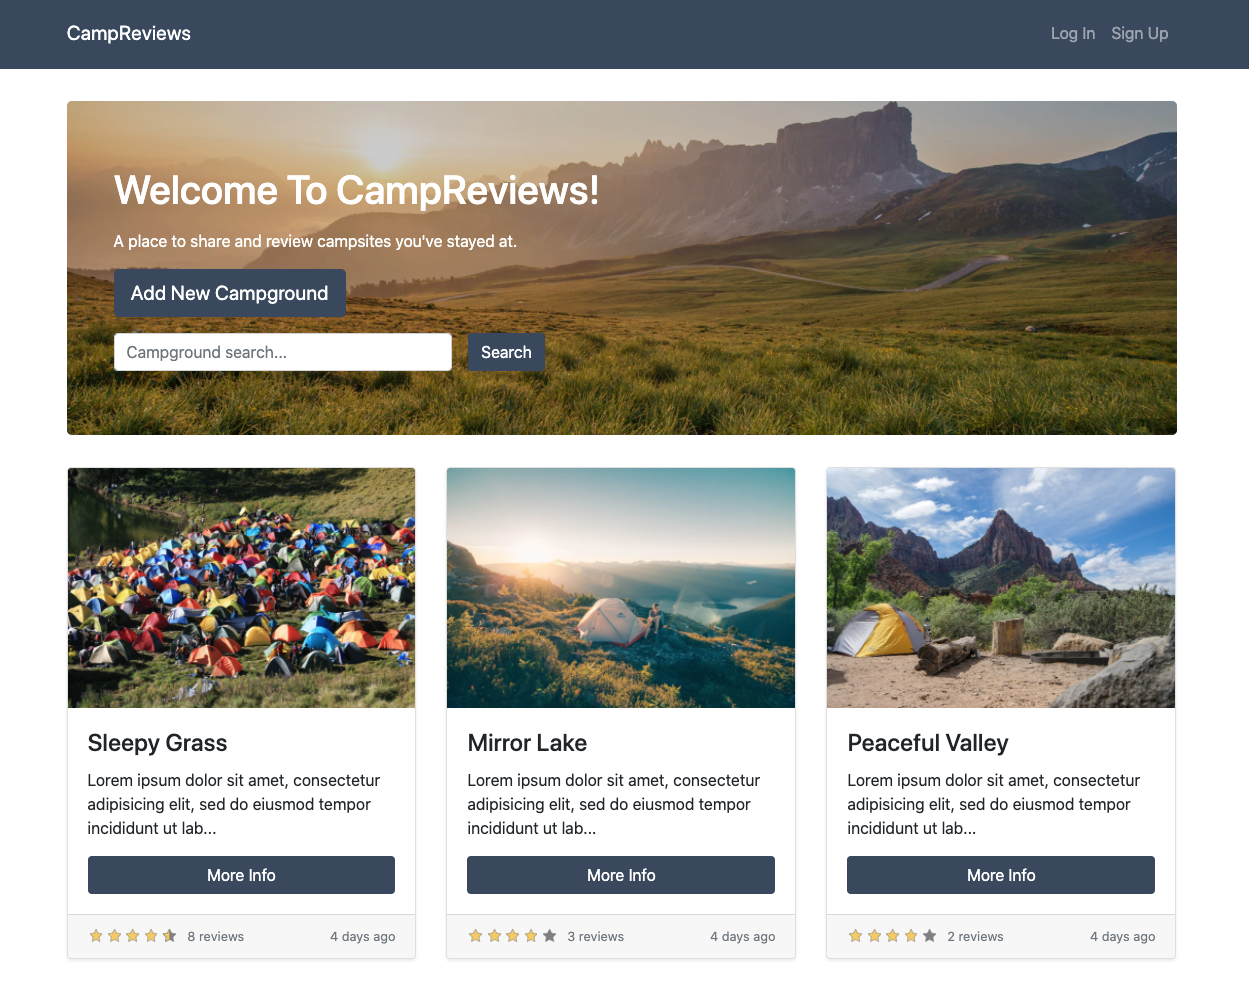 CampReviews
Log In
Sign Up
Welcome To CampReviews!
A place to share and review campsites you've stayed at.
Add New Campground
Campground search...
Search
Sleepy Grass
Lorem ipsum dolor sit amet, consectetur
adipisicing elit, sed do eiusmod tempor
incididunt ut lab...
More Info
8 reviews
4 days ago
Mirror Lake
Lorem ipsum dolor sit amet, consectetur
adipisicing elit, sed do eiusmod tempor
incididunt ut lab...
More Info
3 reviews
4 days ago
Peaceful Valley
Lorem ipsum dolor sit amet, consectetur
adipisicing elit, sed do eiusmod tempor
incididunt ut lab...
More Info
2 reviews
4 days ago